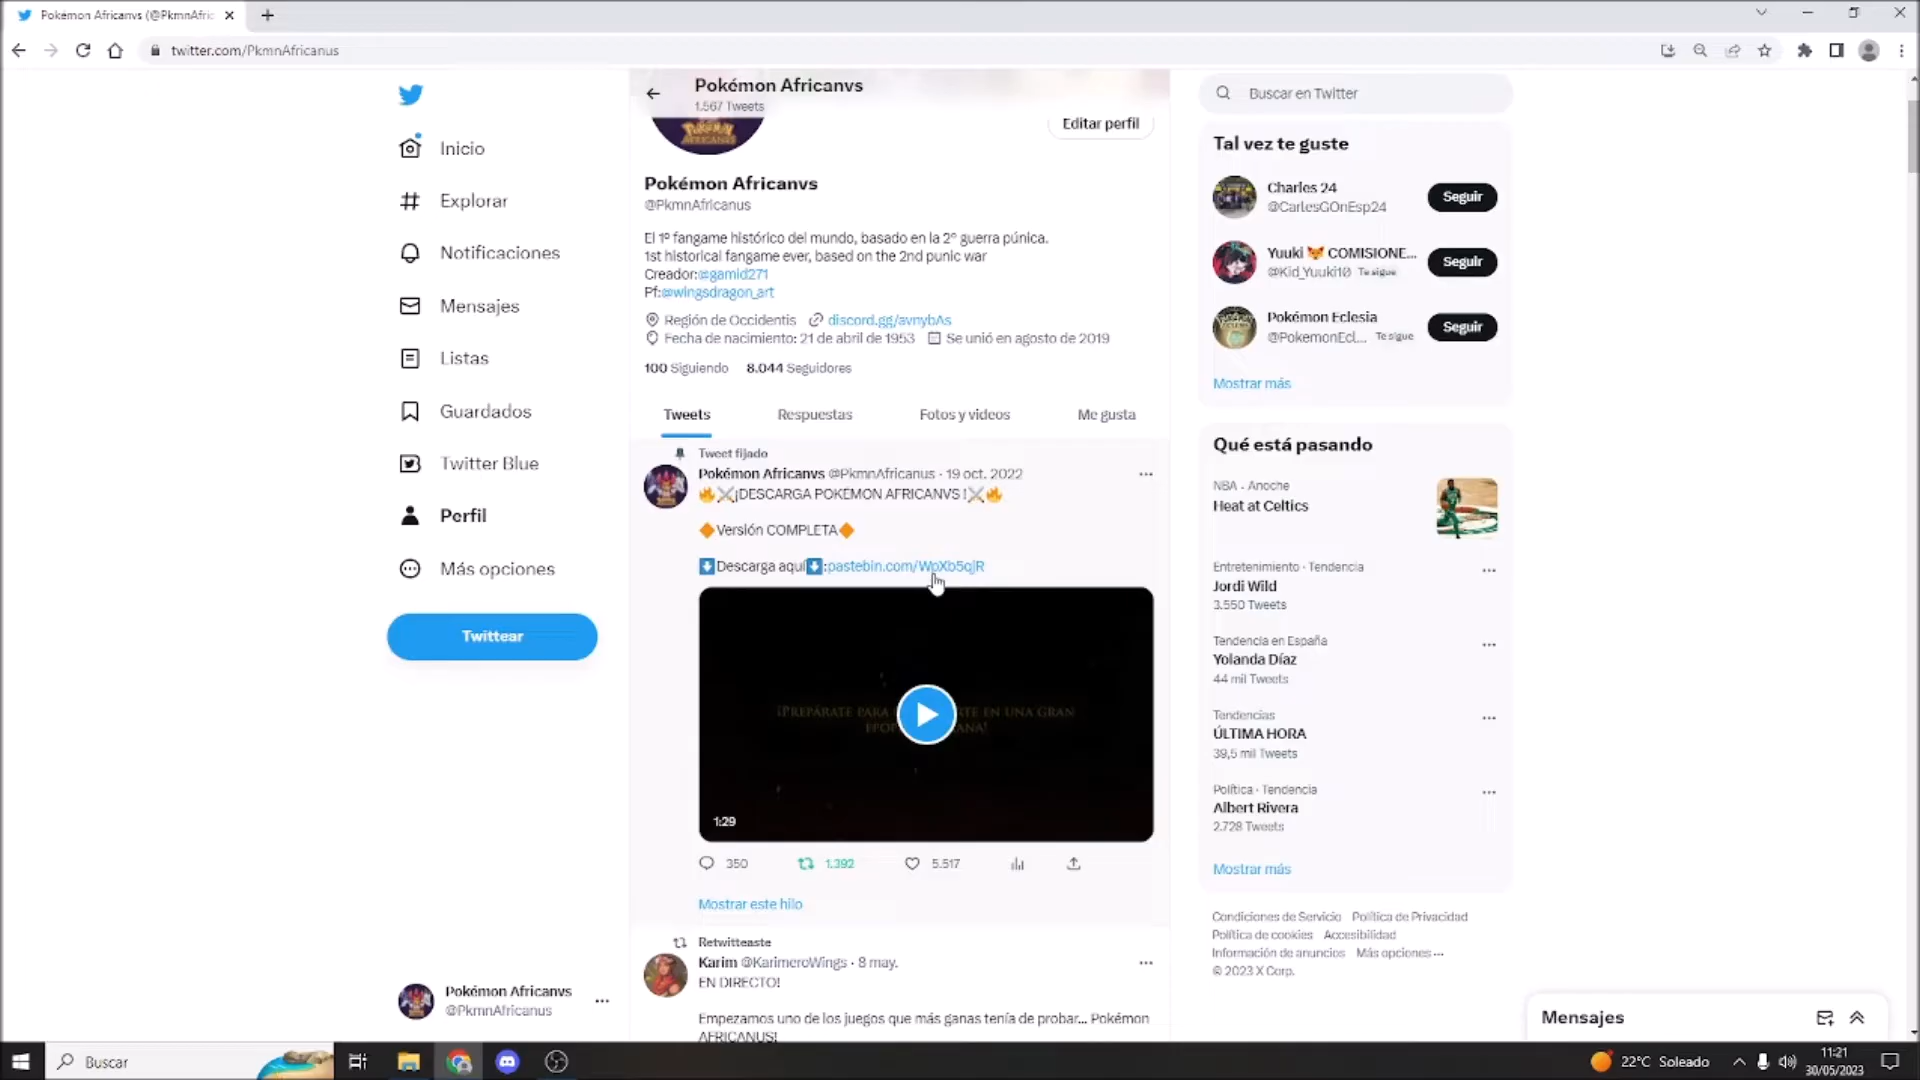 Pokémon Africanvs (@PkmnAfric
twitter.com/PkmnAfricanus
Inicio
Explorar
Notificaciones
Mensajes
Listas
Guardados
Twitter Blue
Perfil
Más opciones
Twittear
Pokémon Africanvs
@PkmnAfricanus
Pokémon Africanvs
1.567 Tweets
Editar perfil
Pokémon Africanvs
@PkmnAfricanus
El 1º fangame histórico del mundo, basado en la 2º guerra púnica.
1st historical fangame ever, based on the 2nd punic war
Creador:@gamid271
Pf:@wingsdragon_art
Región de Occidentis discord.gg/avnybAs
Fecha de nacimiento: 21 de abril de 1953 Se unió en agosto de 2019
100 Siguiendo 8.044 Seguidores
Tweets Respuestas Fotos y videos Me gusta
Tweet fijado
Pokémon Africanvs @PkmnAfricanus · 19 oct. 2022
🔥⚔¡DESCARGA POKÉMON AFRICANVS !⚔🔥
🔶Versión COMPLETA🔶
⬇Descarga aquí⬇:pastebin.com/WpXb5qjR
¡PREPÁRATE PARA EN UNA GRAN
1:29
350 1.392 5.517
Mostrar este hilo
Retwitteaste
Karim @KarimeroWings · 8 may.
EN DIRECTO!
Empezamos uno de los juegos que más ganas tenía de probar... Pokémon
AFRICANUS!
Buscar en Twitter
Tal vez te guste
Charles 24
@CarlesGOnEsp24
Seguir
Yuuki 🦊 COMISIONE...
@Kid_Yuuki10 Te sigue
Seguir
Pokémon Eclesia
@PokemonEcl... Te sigue
Seguir
Mostrar más
Qué está pasando
NBA · Anoche
Heat at Celtics
Entretenimiento · Tendencia
Jordi Wild
3.550 Tweets
Tendencia en España
Yolanda Díaz
44 mil Tweets
Tendencias
ÚLTIMA HORA
39,5 mil Tweets
Política · Tendencia
Albert Rivera
2.728 Tweets
Mostrar más
Condiciones de Servicio Política de Privacidad
Política de cookies Accesibilidad
Información de anuncios Más opciones ···
© 2023 X Corp.
Mensajes
Buscar
22°C Soleado
11:21
30/05/2023